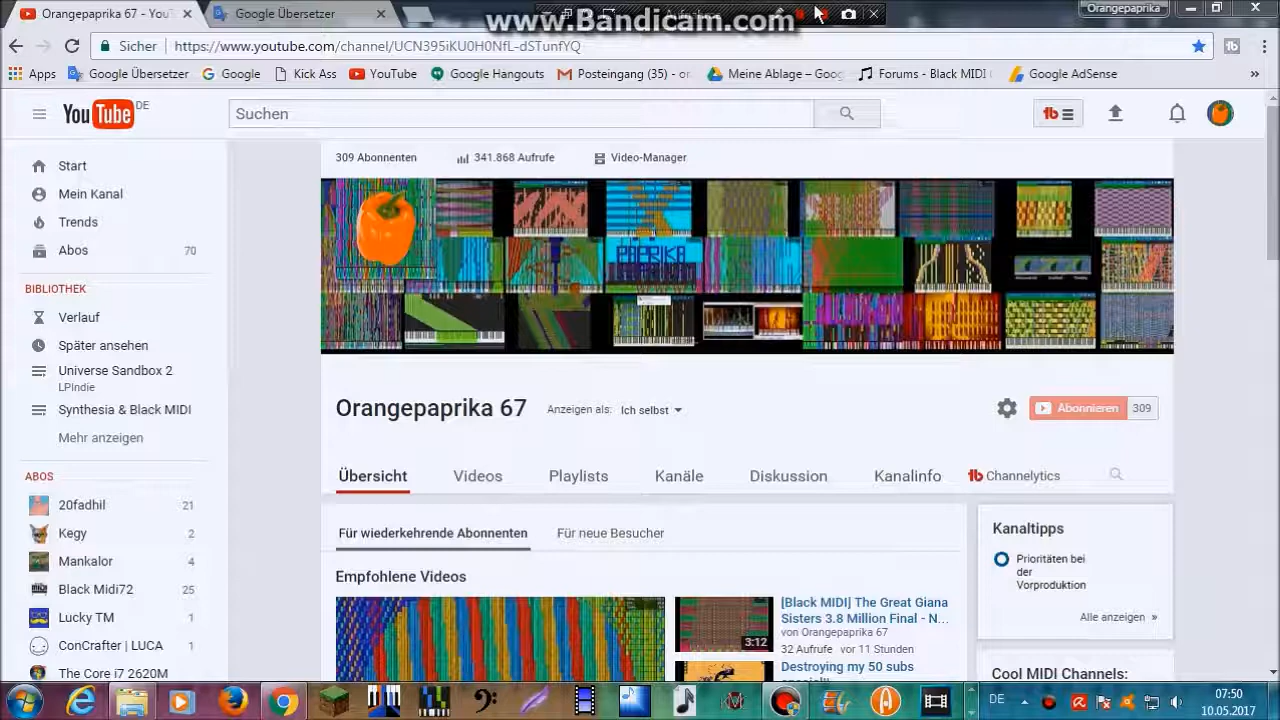 Orangepaprika 67 - YouT
Google Übersetzer
www.Bandicam.com
Orangepaprika
Sicher
https://www.youtube.com/channel/UCN395iKU0H0NfL-dSTunfYQ
Apps
Google Übersetzer
Google
Kick Ass
YouTube
Google Hangouts
Posteingang (35) - or
Meine Ablage – Goog
Forums - Black MIDI
Google AdSense
»
YouTube DE
Suchen
309 Abonnenten
341.868 Aufrufe
Video-Manager
Start
Mein Kanal
Trends
Abos 70
BIBLIOTHEK
Verlauf
Später ansehen
Universe Sandbox 2
LPIndie
Synthesia & Black MIDI
Mehr anzeigen
ABOS
20fadhil 21
Kegy 2
Mankalor 4
Black Midi72 25
Lucky TM 1
ZonCrafter | LUCA 1
The Core i7 2620M
PAPRIKA
Orangepaprika 67
Anzeigen als: Ich selbst
Abonnieren 309
Übersicht
Videos
Playlists
Kanäle
Diskussion
Kanalinfo
Channelytics
Für wiederkehrende Abonnenten
Für neue Besucher
Empfohlene Videos
3:12
[Black MIDI] The Great Giana
Sisters 3.8 Million Final - N...
von Orangepaprika 67
32 Aufrufe vor 11 Stunden
Destroying my 50 subs
Kanaltipps
Prioritäten bei
der
Vorproduktion
Alle anzeigen »
Cool MIDI Channels:
DE
07:50
10.05.2017